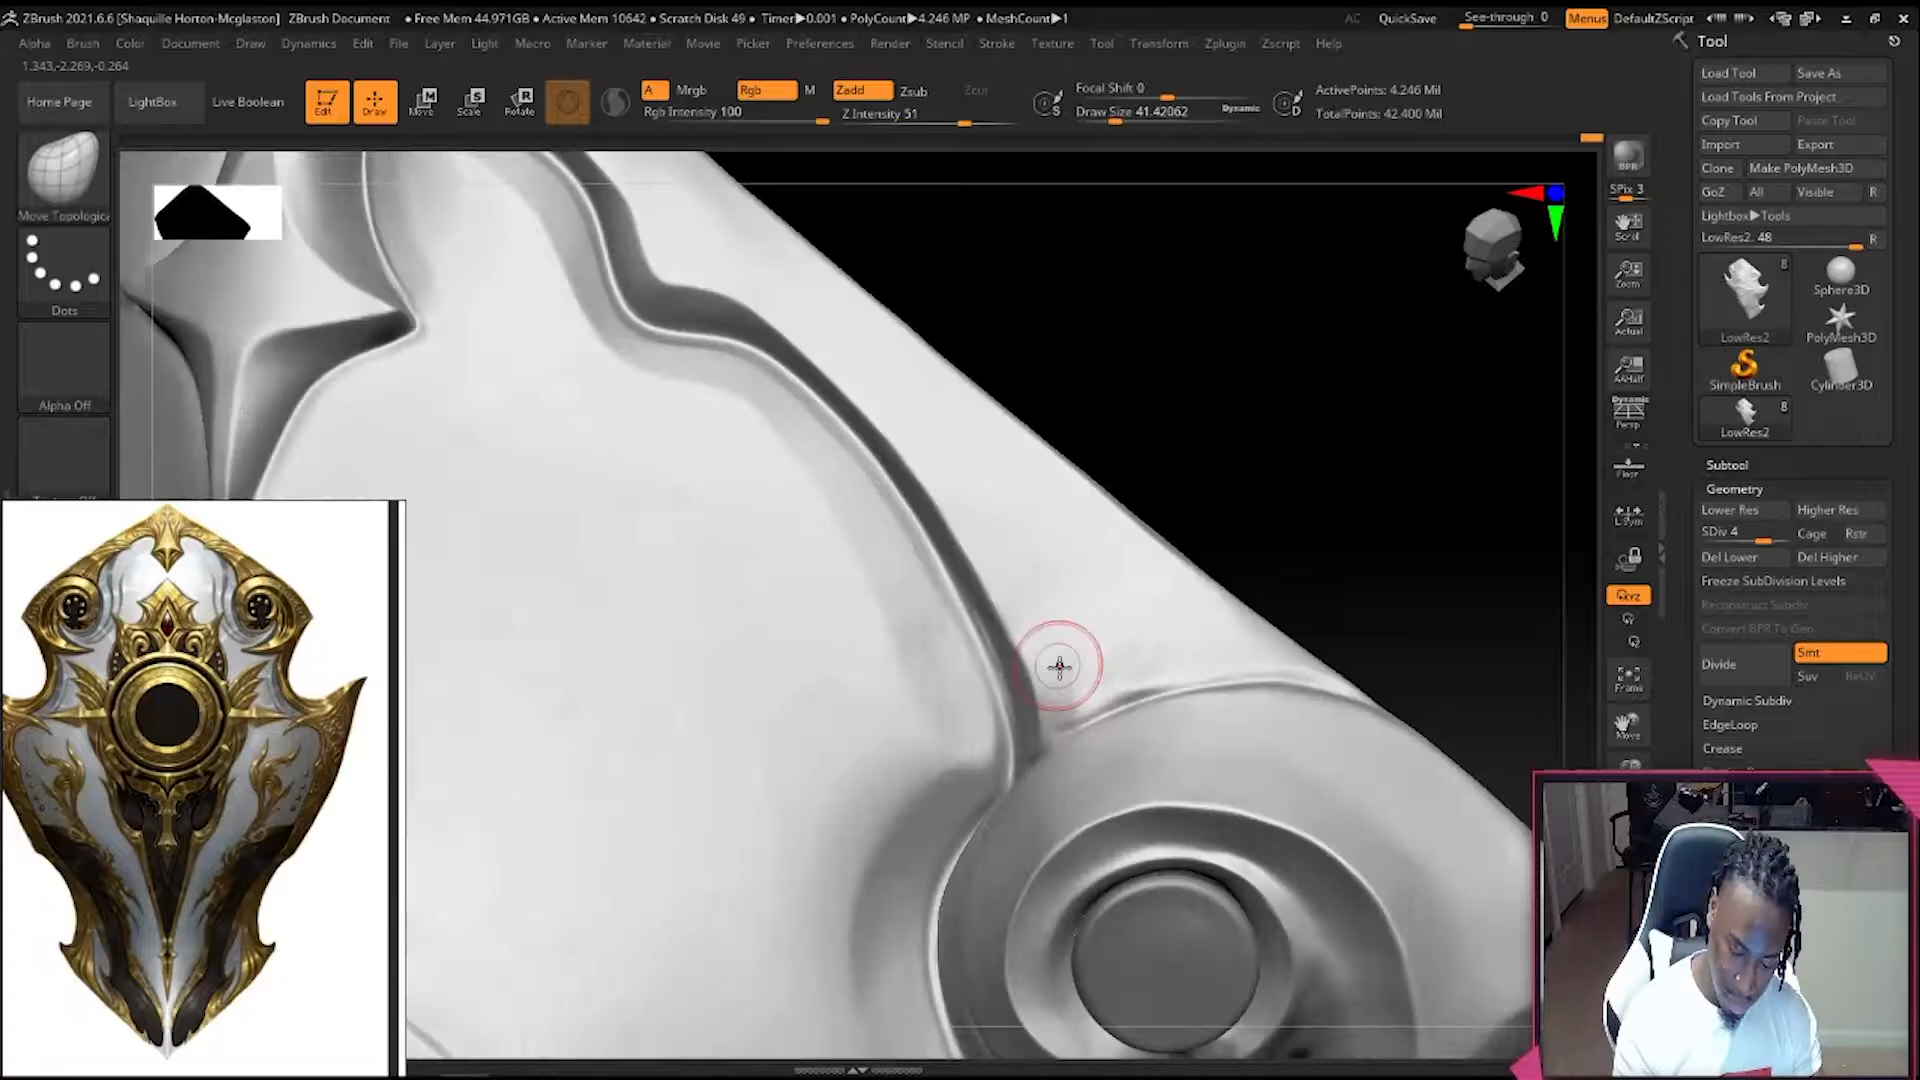 ZBrush 2021.6.6 [Shaquille Horton-Mcglaston] ZBrush Document • Free Mem 44.971GB • Active Mem 10642 • Scratch Disk 49 • Timer▶0.001 • PolyCount▶4.246 MP • MeshCount▶1 AC QuickSave See-through 0 Menus DefaultZScript
Alpha Brush Color Document Draw Dynamics Edit File Layer Light Macro Marker Material Movie Picker Preferences Render Stencil Stroke Texture Tool Transform Zplugin Zscript Help
1.343,-2.269,-0.264
Home Page LightBox Live Boolean Edit Draw Move Scale Rotate
A Mrgb Rgb M Zadd Zsub Zcut
Rgb Intensity 100 Z Intensity 51
Focal Shift 0
Draw Size 41.42062 Dynamic
ActivePoints: 4.246 Mil
TotalPoints: 42.400 Mil
Move Topologica
Dots
Alpha Off
BPR
SPix 3
Scroll
Zoom
Actual
AAHalf
Dynamic
Persp
Floor
L.Sym
XYZ
Frame
Move
Tool
Load Tool Save As
Load Tools From Project
Copy Tool Paste Tool
Import Export
Clone Make PolyMesh3D
GoZ All Visible R
Lightbox▶Tools
LowRes2. 48 R
8
LowRes2 Sphere3D
PolyMesh3D
SimpleBrush Cylinder3D
8
LowRes2
Subtool
Geometry
Lower Res Higher Res
SDiv 4 Cage Rstr
Del Lower Del Higher
Freeze SubDivision Levels
Reconstruct Subdiv
Convert BPR To Geo
Divide Smt
Suv ReUV
Dynamic Subdiv
EdgeLoop
Crease